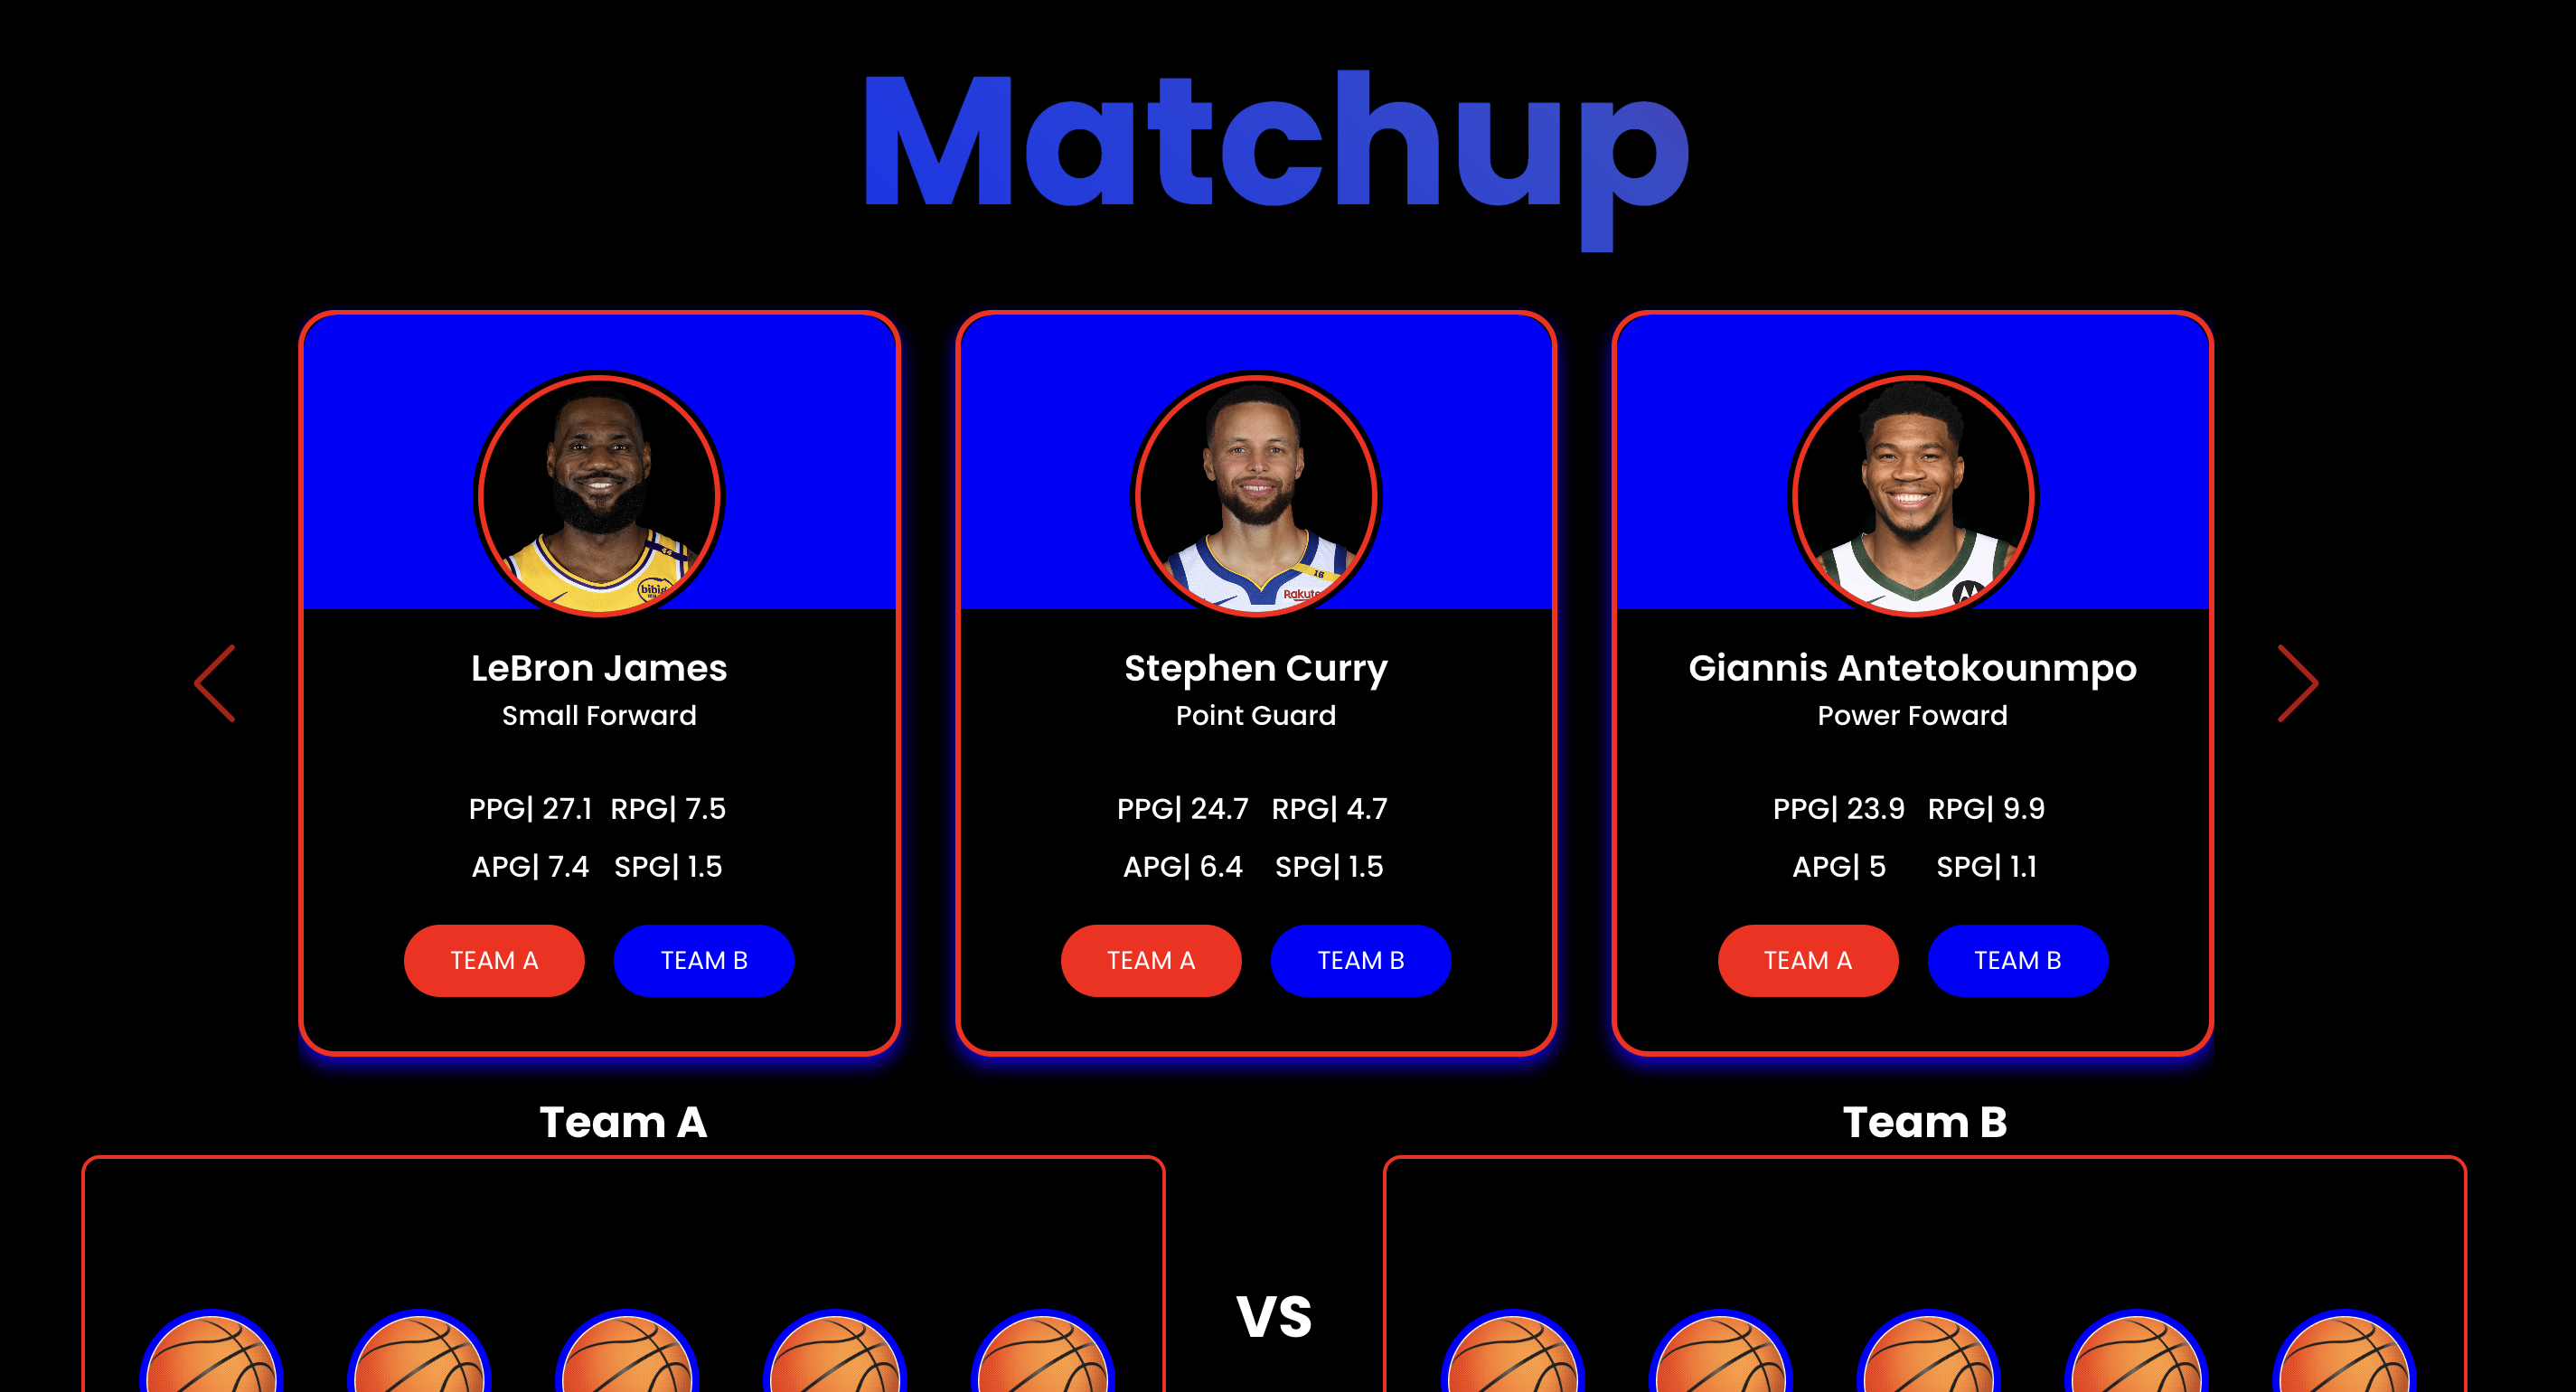 Matchup
bibigo
Rakuten
16
LeBron James
Small Forward
PPG| 27.1 RPG| 7.5
APG| 7.4 SPG| 1.5
TEAM A TEAM B
Stephen Curry
Point Guard
PPG| 24.7 RPG| 4.7
APG| 6.4 SPG| 1.5
TEAM A TEAM B
Giannis Antetokounmpo
Power Foward
PPG| 23.9 RPG| 9.9
APG| 5 SPG| 1.1
TEAM A TEAM B
Team A
Team B
VS